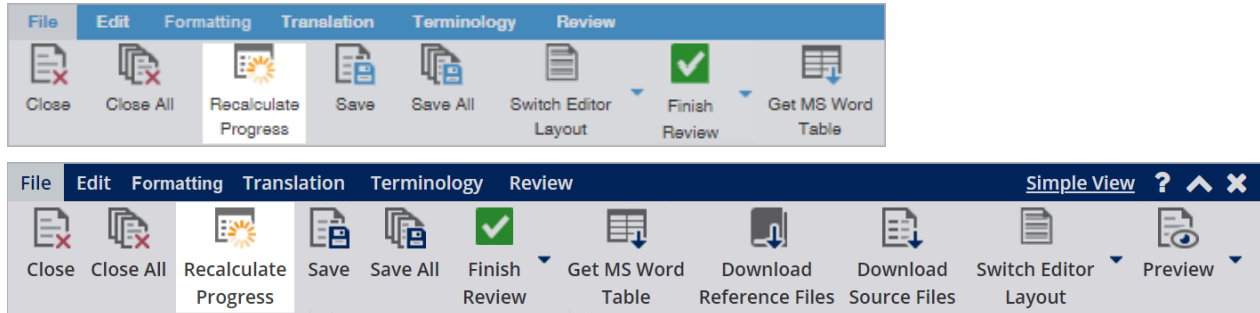 File Edit Formatting Translation Terminology Review
Close Close All Recalculate Save Save All Switch Editor Finish Get MS Word
Progress Layout Review Table
File Edit Formatting Translation Terminology Review Simple View ?
Close Close All Recalculate Save Save All Finish Get MS Word Download Download Switch Editor Preview
Progress Review Table Reference Files Source Files Layout